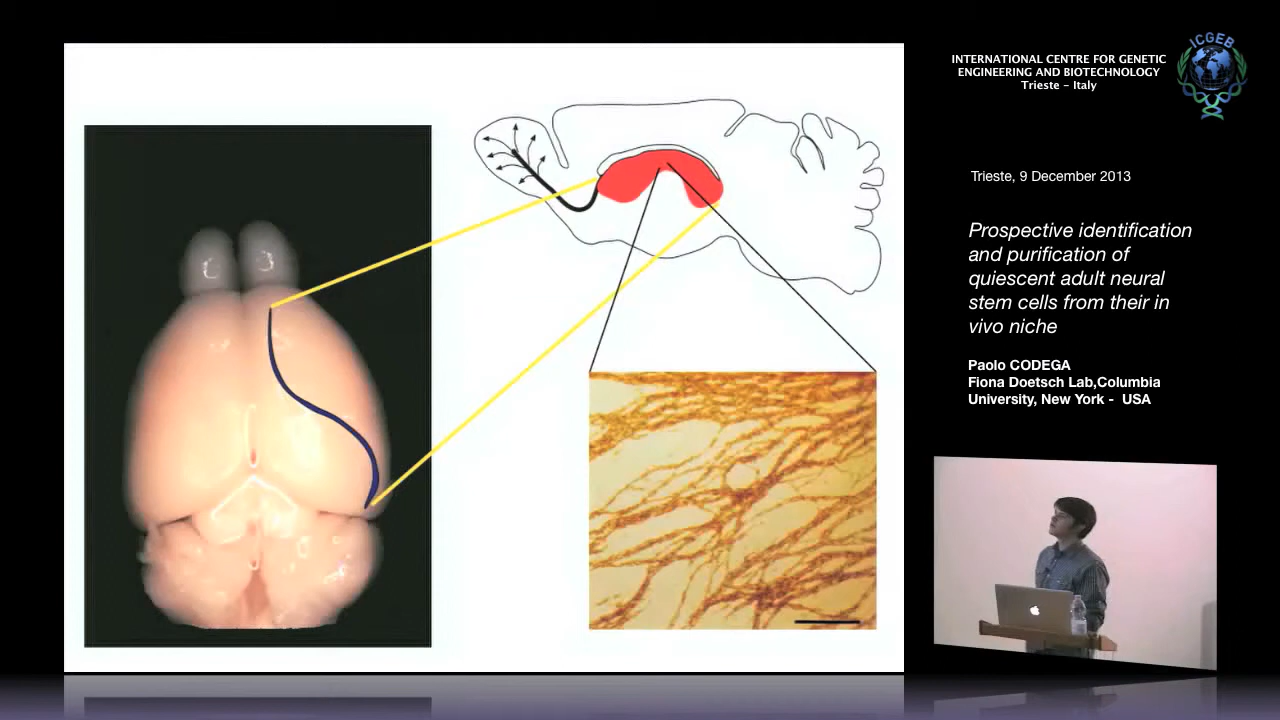 ICGEB
INTERNATIONAL CENTRE FOR GENETIC
ENGINEERING AND BIOTECHNOLOGY
Trieste - Italy
Trieste, 9 December 2013
Prospective identification
and purification of
quiescent adult neural
stem cells from their in
vivo niche
Paolo CODEGA
Fiona Doetsch Lab,Columbia
University, New York - USA